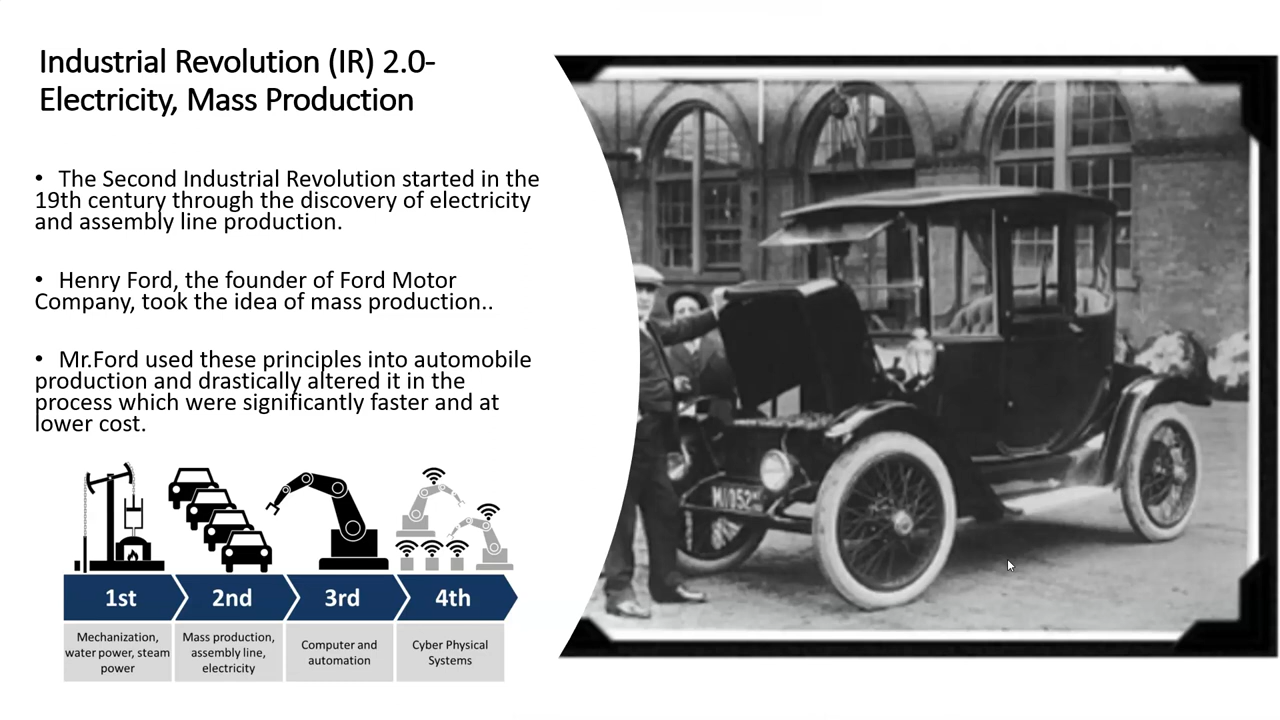 Industrial Revolution (IR) 2.0-
Electricity, Mass Production
• The Second Industrial Revolution started in the
19th century through the discovery of electricity
and assembly line production.
• Henry Ford, the founder of Ford Motor
Company, took the idea of mass production..
• Mr.Ford used these principles into automobile
production and drastically altered it in the
process which were significantly faster and at
lower cost.
1st
2nd
3rd
4th
Mechanization,
water power, steam
power
Mass production,
assembly line,
electricity
Computer and
automation
Cyber Physical
Systems